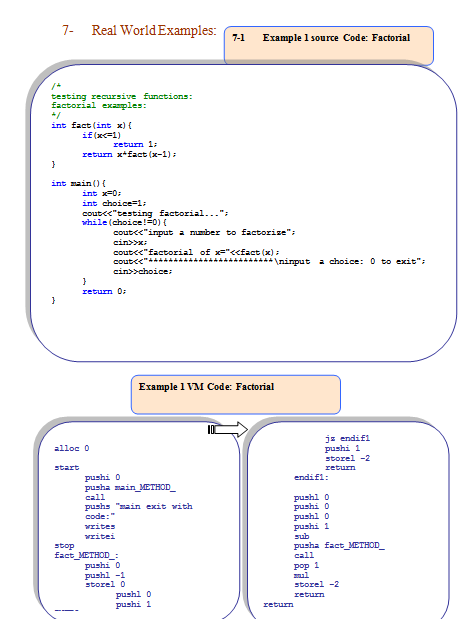 7- Real World Examples:
7-1 Example 1 source Code: Factorial
/*
testing recursive functions:
factorial examples:
*/
int fact(int x){
if(x<=1)
return 1;
return x*fact(x-1);
}
int main(){
int x=0;
int choice=1;
cout<<"testing factorial...";
while(choice!=0){
cout<<"input a number to factorize";
cin>>x;
cout<<"factorial of x="<<fact(x);
cout<<"*************************\ninput a choice: 0 to exit";
cin>>choice;
}
return 0;
}
Example 1 VM Code: Factorial
alloc 0
start
pushi 0
pusha main_METHOD_
call
pushs "main exit with
code:"
writes
writei
stop
fact_METHOD_:
pushi 0
pushl -1
storel 0
pushl 0
pushi 1
jz endif1
pushi 1
storel -2
return
endif1:
pushl 0
pushi 0
pushl 0
pushi 1
sub
pusha fact_METHOD_
call
pop 1
mul
storel -2
return
return